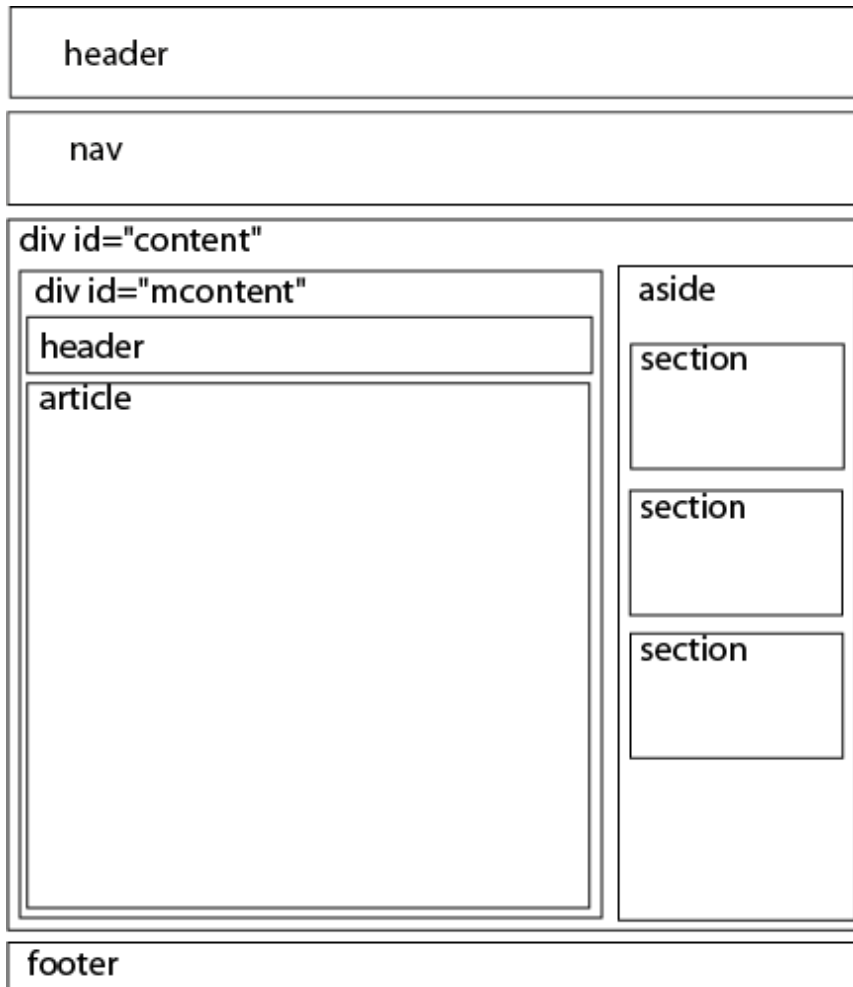 header
nav
div id="content"
div id="mcontent"
header
article
aside
section
section
section
footer